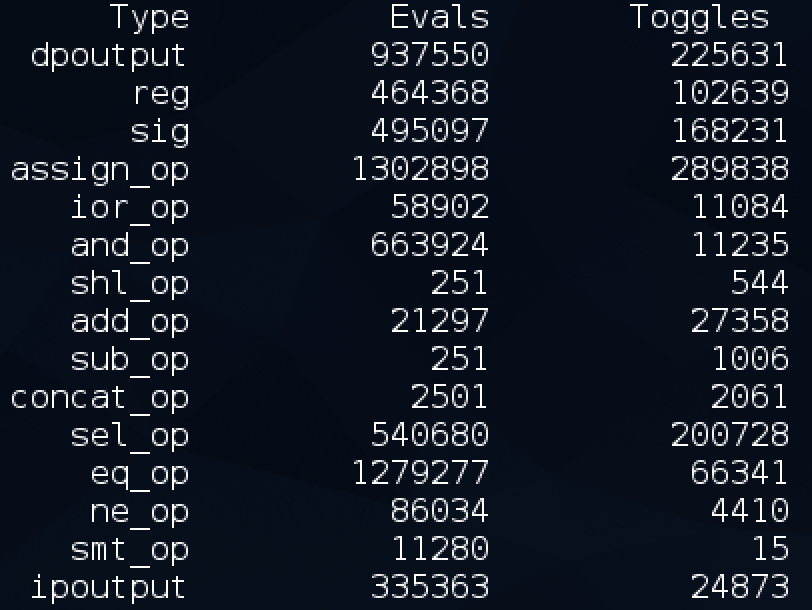 Type Evals Toggles
dpoutput 937550 225631
reg 464368 102639
sig 495097 168231
assign_op 1302898 289838
ior_op 58902 11084
and_op 663924 11235
shl_op 251 544
add_op 21297 27358
sub_op 251 1006
concat_op 2501 2061
sel_op 540680 200728
eq_op 1279277 66341
ne_op 86034 4410
smt_op 11280 15
ipoutput 335363 24873